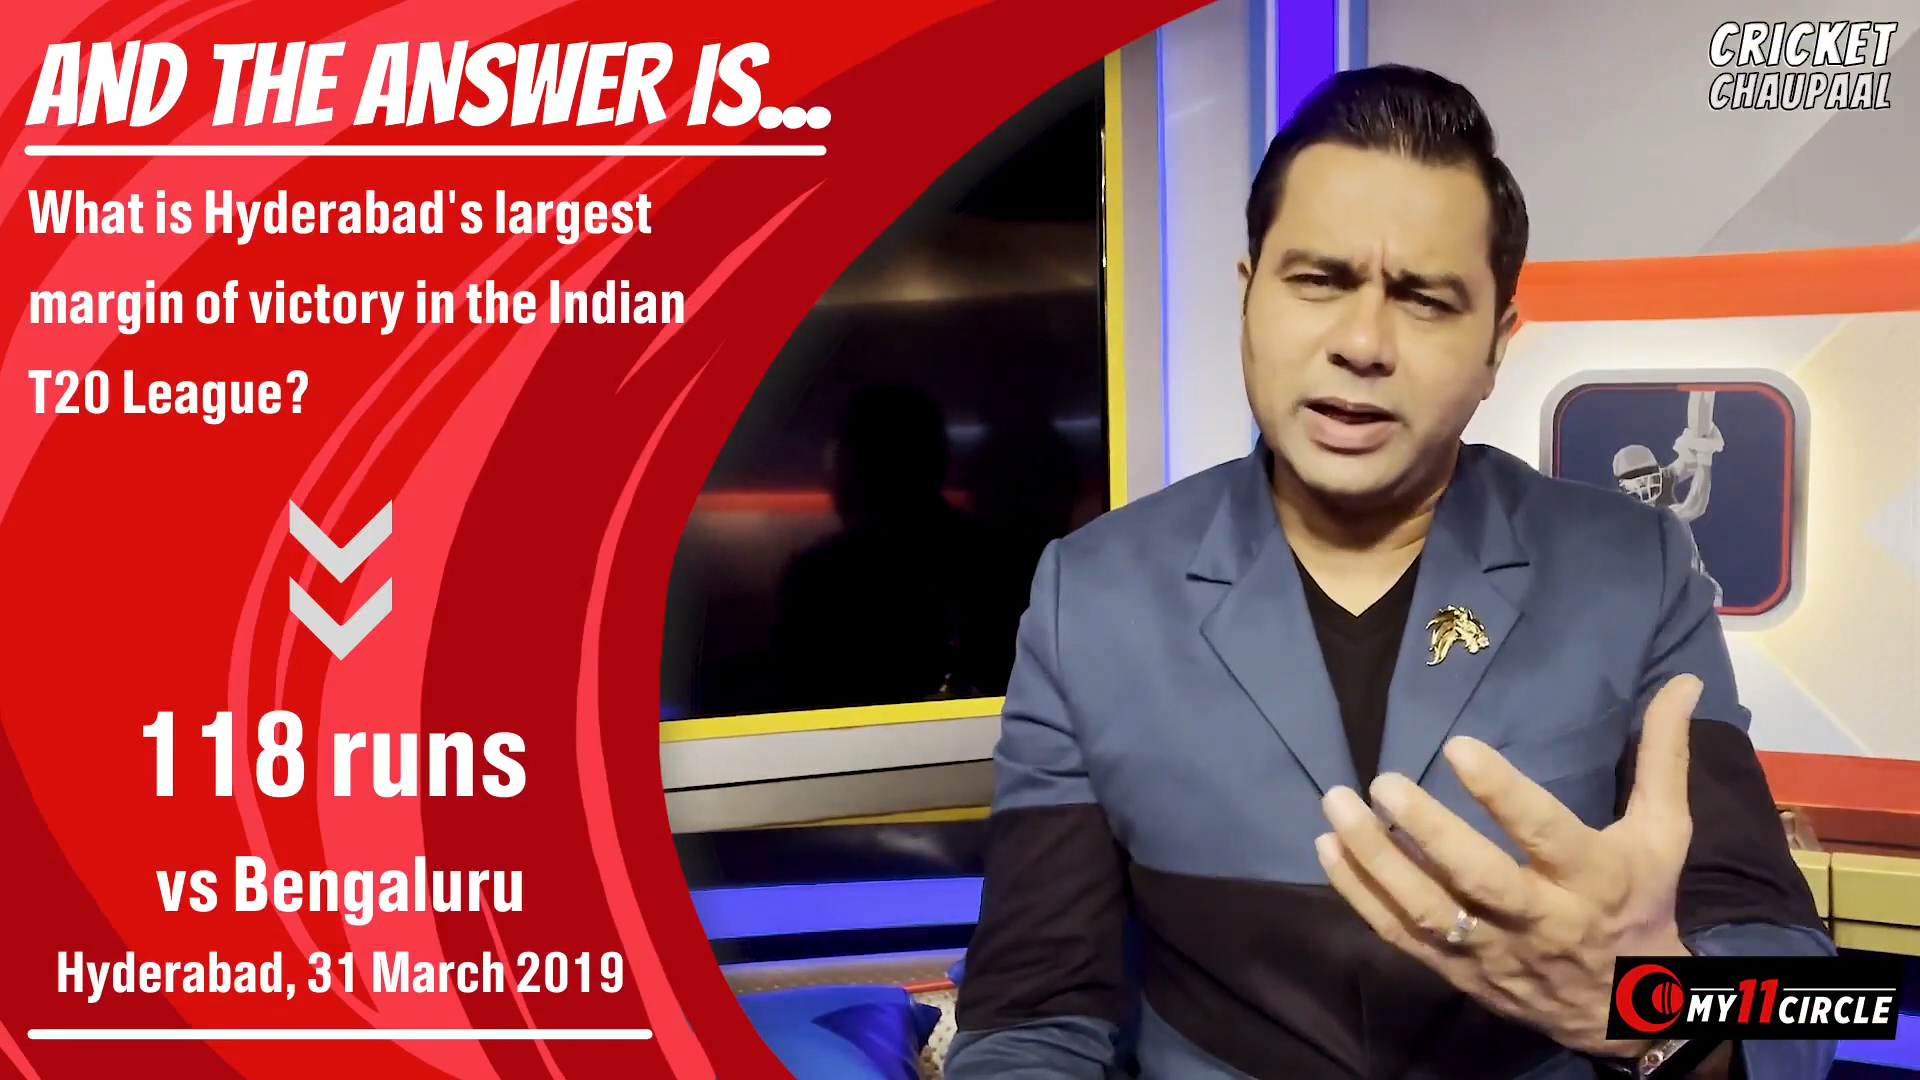 AND THE ANSWER IS...
What is Hyderabad's largest
margin of victory in the Indian
T20 League?
118 runs
vs Bengaluru
Hyderabad, 31 March 2019
CRICKET
CHAUPAAL
MY11CIRCLE